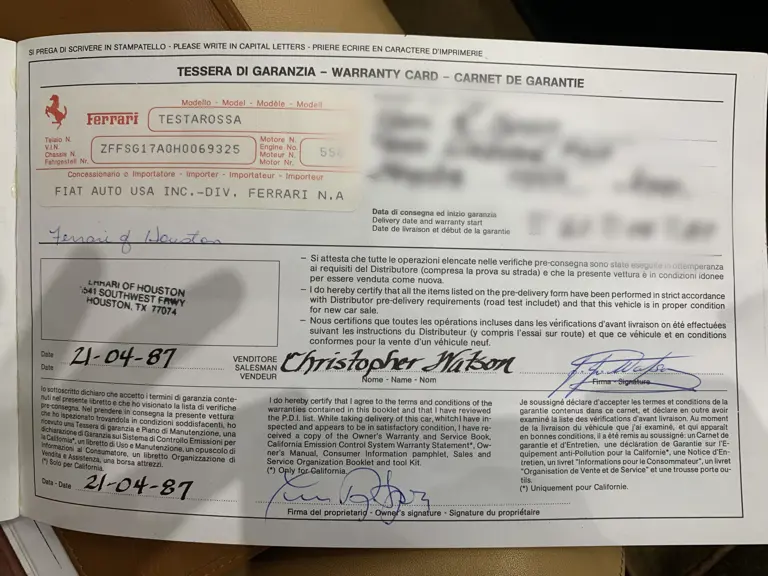 SI PREGA DI SCRIVERE IN STAMPATELLO - PLEASE WRITE IN CAPITAL LETTERS - PRIERE ECRIRE EN CARACTERE D'IMPRIMERIE
TESSERA DI GARANZIA – WARRANTY CARD – CARNET DE GARANTIE
Modello - Model - Modèle - Modell
Ferrari
TESTAROSSA
Telaio N.
V.I.N.
Chassis N.
Fahrgestell Nr.
ZFFSG17A0H0069325
Motore N.
Engine No.
Moteur N.
Motor Nr.
Concessionario o Importatore - Importer - Importateur - Importeur
FIAT AUTO USA INC.-DIV. FERRARI N.A
Data di consegna ed inizio garanzia
Delivery date and warranty start
Date de livraison et début de la garantie
Ferrari of Houston
OF HOUSTON
SOUTHWEST FRWY
HOUSTON, TX 77074
– Si attesta che tutte le operazioni elencate nelle verifiche pre-consegna sono state eseguite in ottemperanza
ai requisiti del Distributore (compresa la prova su strada) e che la presente vettura è in condizioni idonee
per essere venduta come nuova.
– I do hereby certify that all the items listed on the pre-delivery form have been performed in strict accordance
with Distributor pre-delivery requirements (road test includet) and that this vehicle is in proper condition
for new car sale.
– Nous certifions que toutes les opérations incluses dans les vérifications d'avant livraison on été effectuées
suivant les instructions du Distributeur (y compris l'essai sur route) et que ce véhicule et en conditions
conformes pour la vente d'un véhicule neuf.
Date
Date
21-04-87
VENDITORE
SALESMAN
VENDEUR
Christopher Watson
Nome - Name - Nom
Firma - Signature
Io sottoscritto dichiaro che accetto i termini di garanzia contenuti
nel presente libretto e che ho visionato la lista di verifiche
pre-consegna. Nel prendere in consegna la presente vettura
che ho ispezionato trovandola in condizioni soddisfacenti, ho
ricevuto una Tessera di garanzia e Piano di Manutenzione, una
dichiarazione di Garanzia sul Sistema di Controllo Emissioni per
la California*, un libretto di Uso e Manutenzione, un opuscolo di
Informazioni al Consumatore, un libretto Organizzazione di
Vendita e Assistenza, una borsa attrezzi.
(*) Solo per California.
Data - Date
21-04-87
I do hereby certify that I agree to the terms and conditions of the
warranties contained in this booklet and that I have reviewed
the P.D.I. list. While taking delivery of this car, which I have in-
spected and appears to be in satisfactory condition, I have re-
ceived a copy of the Owner's Warranty and Service Book,
California Emission Control System Warranty Statement*, Ow-
ner's Manual, Consumer Information pamphlet, Sales and
Service Organization Booklet and tool Kit.
(*) Only for California.
Firma del proprietario - Owner's signature - Signature du propriétaire
Je soussigné déclare d'accepter les termes et conditions de la
garantie contenus dans ce carnet, et déclare en outre avoir
examiné la liste des vérifications d'avant livraison. Au moment
de la livraison du véhicule que j'ai examiné, et qui apparaît
en bonnes conditions, il a été remis au soussigné: un Carnet de
garantie et d'Entretien, une déclaration de Garantie sur l'E-
quipement anti-Pollution pour la Californie*, une Notice d'En-
tretien, un livret "Informations pour le Consommateur", un livret
"Organisation de Vente et de Service" et une trousse porte ou-
tils.
(*) Uniquement pour Californie.